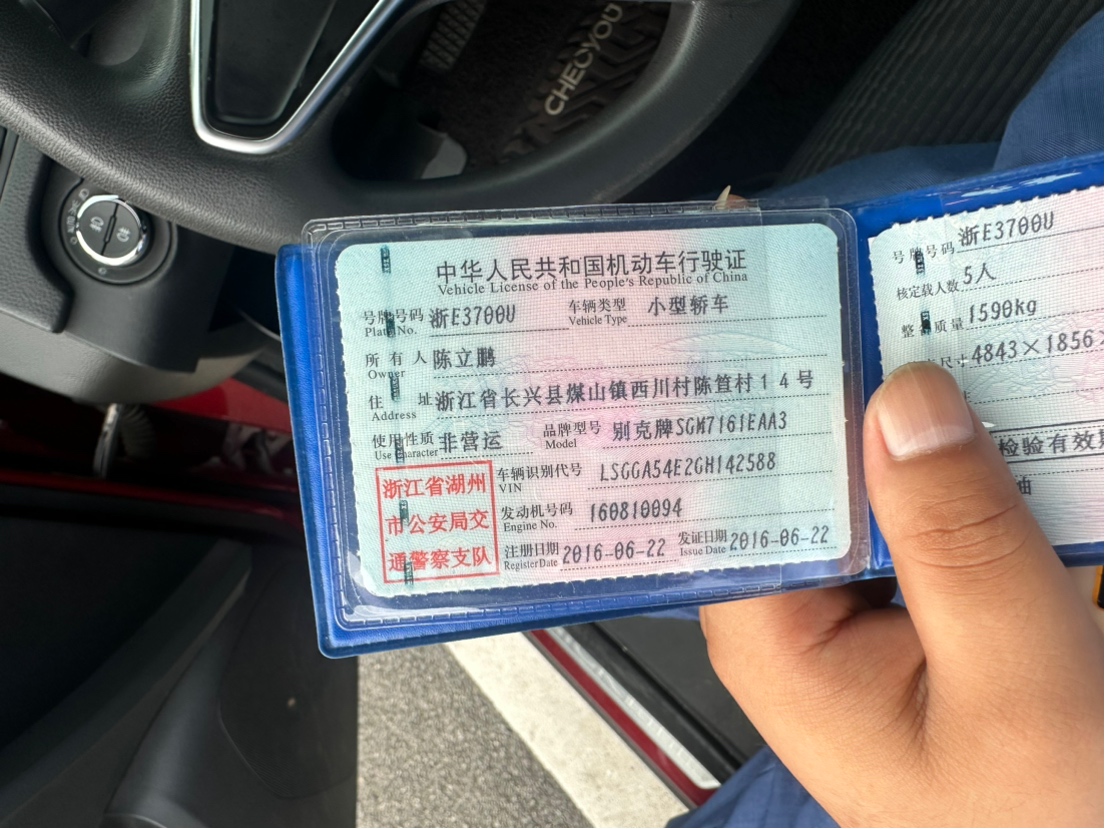 CHECYOU
中华人民共和国机动车行驶证
Vehicle License of the People's Republic of China
号牌号码 浙E3700U 车辆类型 小型轿车
Plate No. Vehicle Type
所有人 陈立鹏
Owner
住址 浙江省长兴县煤山镇西川村陈笪村14号
Address
使用性质 非营运 品牌型号 别克牌SGM7161EAA3
Use Character Model
浙江省湖州
市公安局交
通警察支队
车辆识别代号 LSGGA54E2GH142588
VIN
发动机号码 160810094
Engine No.
注册日期 2016-06-22 发证日期 2016-06-22
Register Date Issue Date
号牌号码 浙E3700U
核定载人数 5人
整备质量 1590kg
尺寸 4843×1856×
检验有效期
油